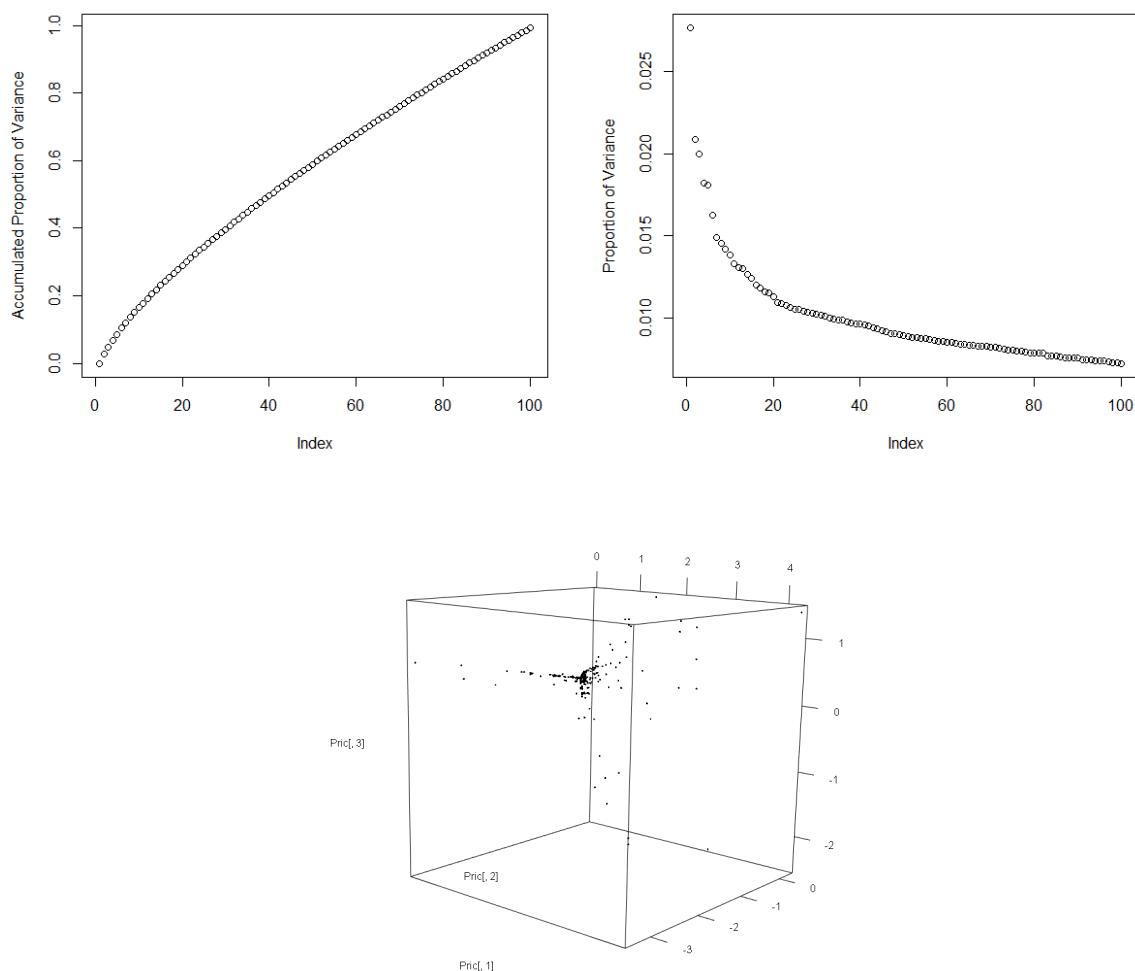 Accumulated Proportion of Variance
1.0
0.8
0.6
0.4
0.2
0.0
0 20 40 60 80 100
Index
Proportion of Variance
0.025
0.020
0.015
0.010
0 20 40 60 80 100
Index
0 1 2 3 4
1
0
-1
-2
0
-1
-2
-3
Pric[, 3]
Pric[, 2]
Pric[, 1]